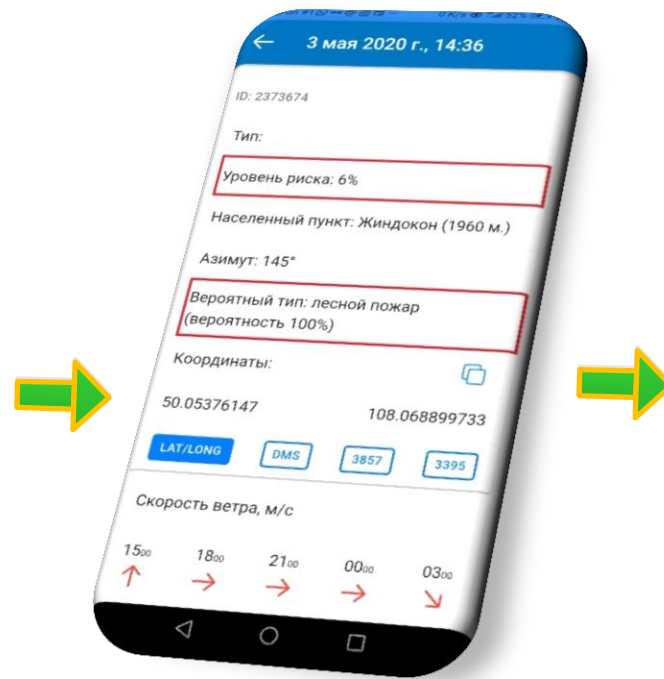 3 мая 2020 г., 14:36
ID: 2373674
Тип:
Уровень риска: 6%
Населенный пункт: Жиндокон (1960 м.)
Азимут: 145°
Вероятный тип: лесной пожар
(вероятность 100%)
Координаты:
50.05376147 108.068899733
LAT/LONG DMS 3857 3395
Скорость ветра, м/с
15⁰⁰ 18⁰⁰ 21⁰⁰ 00⁰⁰ 03⁰⁰